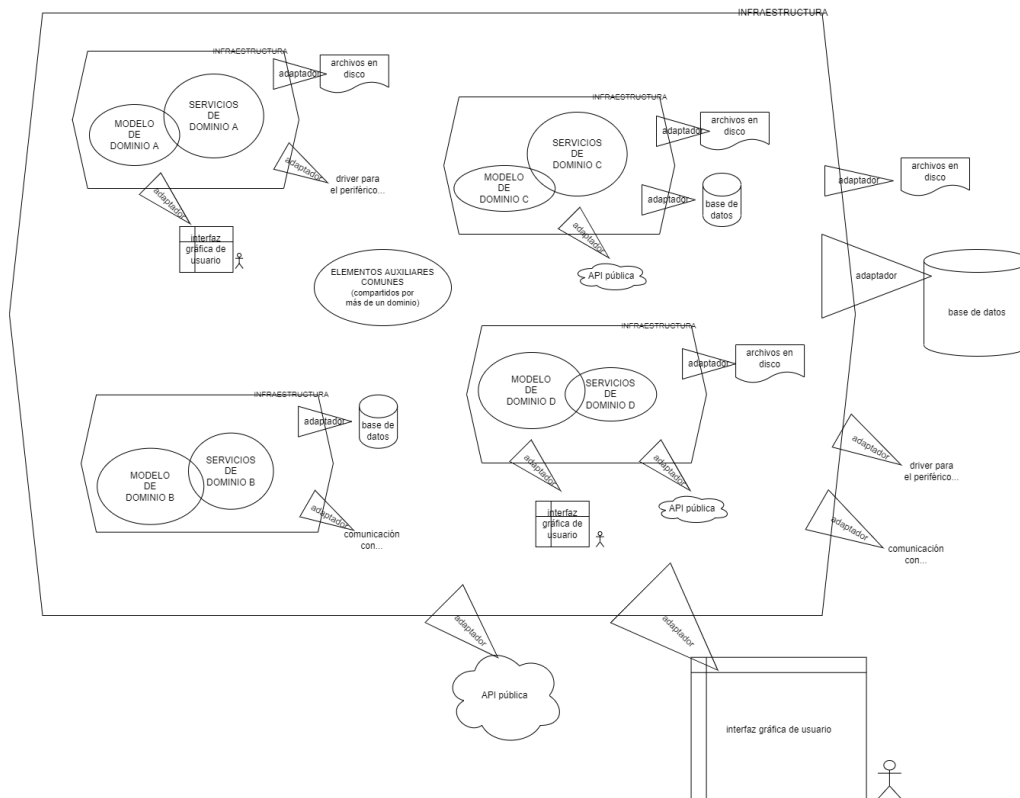 INFRAESTRUCTURA
INFRAESTRUCTURA
MODELO
DE
DOMINIO A
SERVICIOS
DE
DOMINIO A
adaptador
archivos en
disco
adaptador
driver para
el periférico...
adaptador
interfaz
gráfica de
usuario
INFRAESTRUCTURA
SERVICIOS
DE
DOMINIO C
MODELO
DE
DOMINIO C
adaptador
archivos en
disco
adaptador
base de
datos
adaptador
API pública
ELEMENTOS AUXILIARES
COMUNES
(compartidos por
más de un dominio)
INFRAESTRUCTURA
MODELO
DE
DOMINIO D
SERVICIOS
DE
DOMINIO D
adaptador
archivos en
disco
adaptador
interfaz
gráfica de
usuario
adaptador
API pública
INFRAESTRUCTURA
MODELO
DE
DOMINIO B
SERVICIOS
DE
DOMINIO B
adaptador
base de
datos
adaptador
comunicación
con...
adaptador
archivos en
disco
adaptador
base de datos
adaptador
driver para
el periférico...
adaptador
comunicación
con...
adaptador
API pública
adaptador
interfaz gráfica de usuario